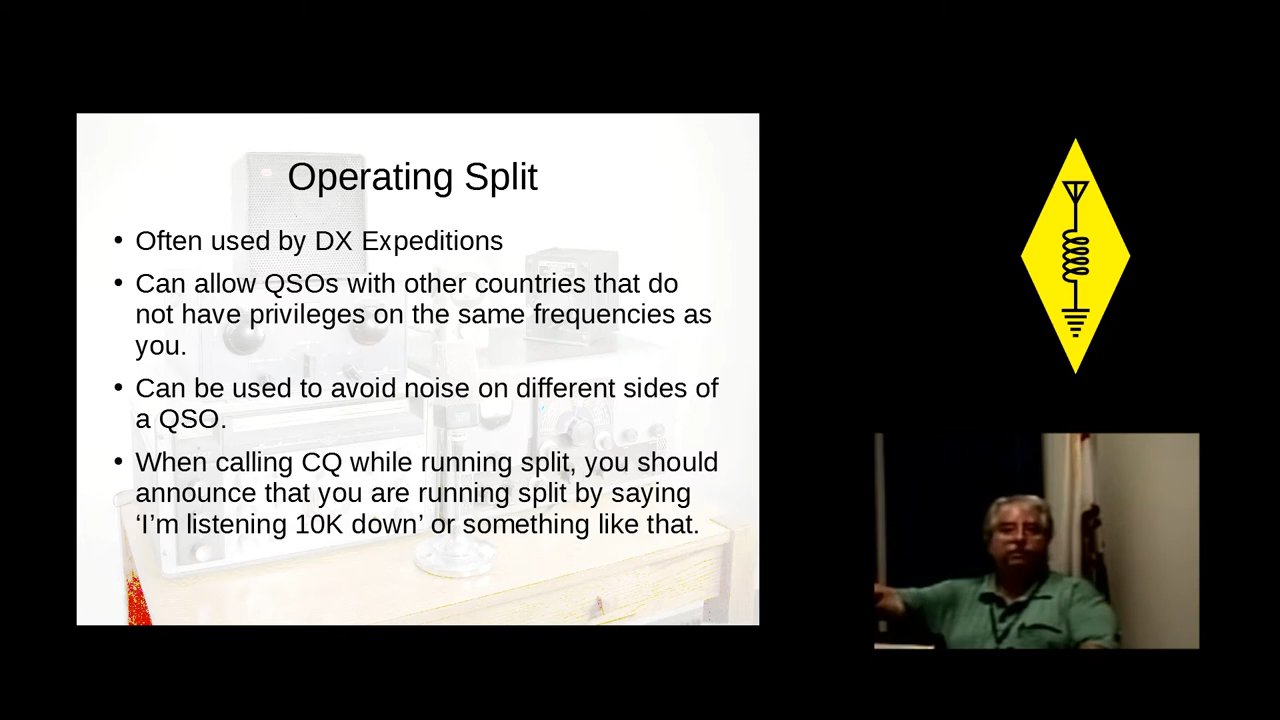 Operating Split
• Often used by DX Expeditions
• Can allow QSOs with other countries that do
not have privileges on the same frequencies as
you.
• Can be used to avoid noise on different sides of
a QSO.
• When calling CQ while running split, you should
announce that you are running split by saying
‘I’m listening 10K down’ or something like that.